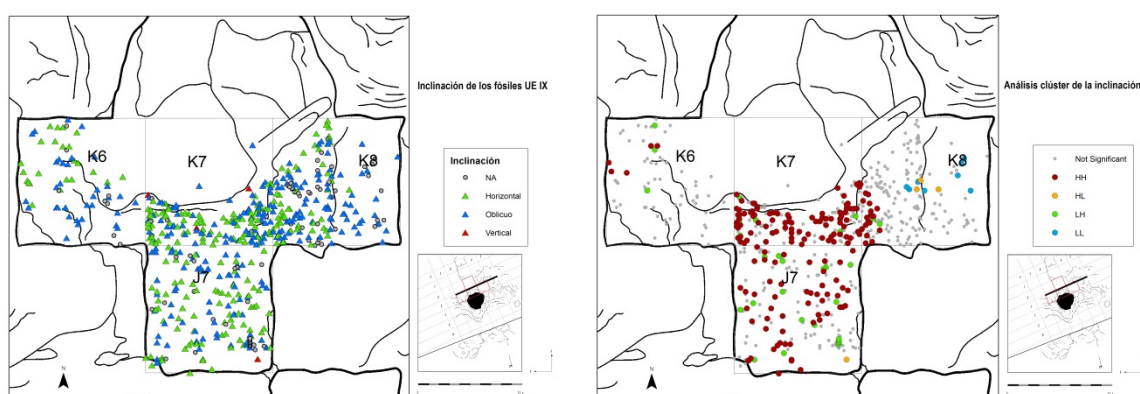 Inclinación de los fósiles UE IX
K6
K7
K8
J7
Inclinación
NA
Horizontal
Oblicuo
Vertical
N
Análisis clúster de la inclinación
K6
K7
K8
J7
Not Significant
HH
HL
LH
LL
N